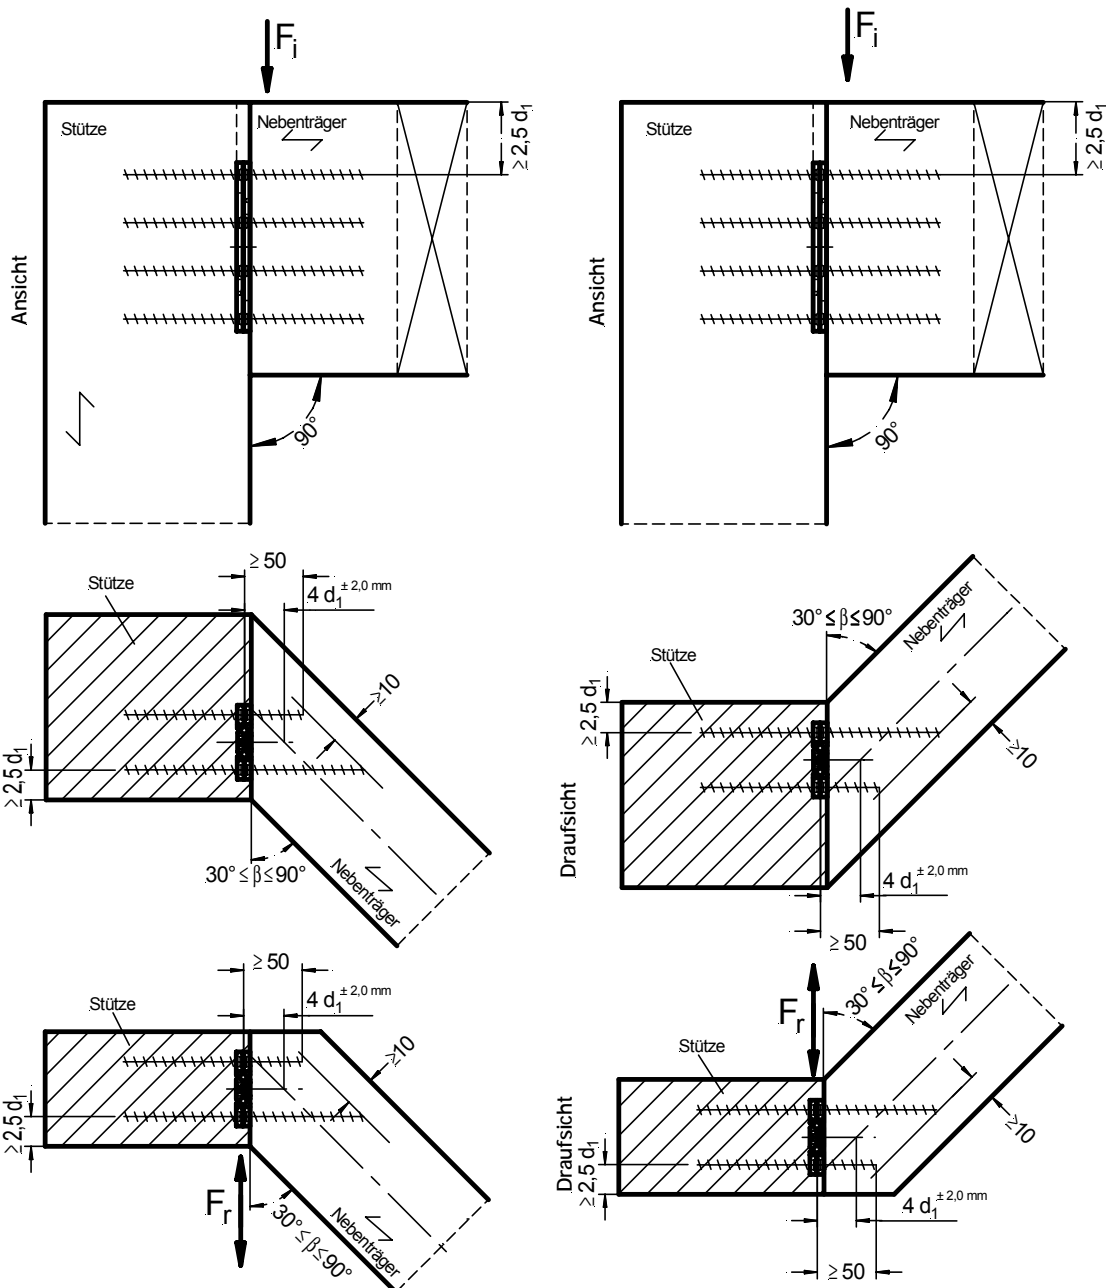 Fi
Fi
Stütze
Nebenträger
≥ 2,5 d1
Stütze
Nebenträger
≥ 2,5 d1
Ansicht
Ansicht
90°
90°
≥ 50
4 d1 ± 2,0 mm
Stütze
≥10
≥ 2,5 d1
30° ≤ β ≤ 90°
Nebenträger
30° ≤ β ≤ 90°
Nebenträger
Stütze
≥ 2,5 d1
≥10
Draufsicht
4 d1 ± 2,0 mm
≥ 50
≥ 50
4 d1 ± 2,0 mm
Stütze
≥10
≥ 2,5 d1
Fr
30° ≤ β ≤ 90°
Nebenträger
Fr
30° ≤ β ≤ 90°
Nebenträger
Stütze
≥10
Draufsicht
≥ 2,5 d1
4 d1 ± 2,0 mm
≥ 50